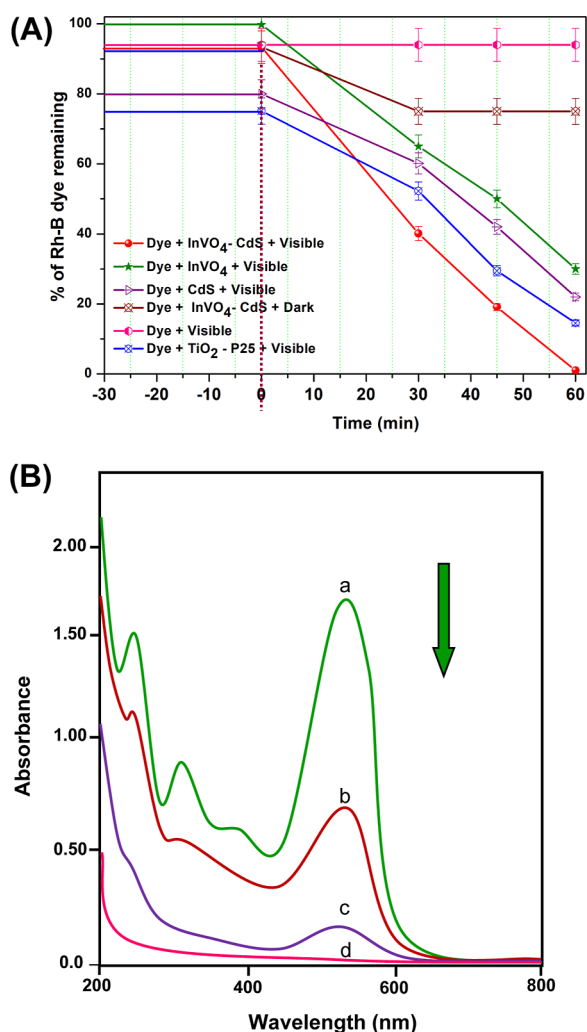 (A)
% of Rh-B dye remaining
100
80
60
40
20
0
Dye + InVO4- CdS + Visible
Dye + InVO4 + Visible
Dye + CdS + Visible
Dye + InVO4- CdS + Dark
Dye + Visible
Dye + TiO2 - P25 + Visible
-30 -20 -10 0 10 20 30 40 50 60
Time (min)
(B)
Absorbance
2.00
1.50
1.00
0.50
0.0
a
b
c
d
200 400 600 800
Wavelength (nm)